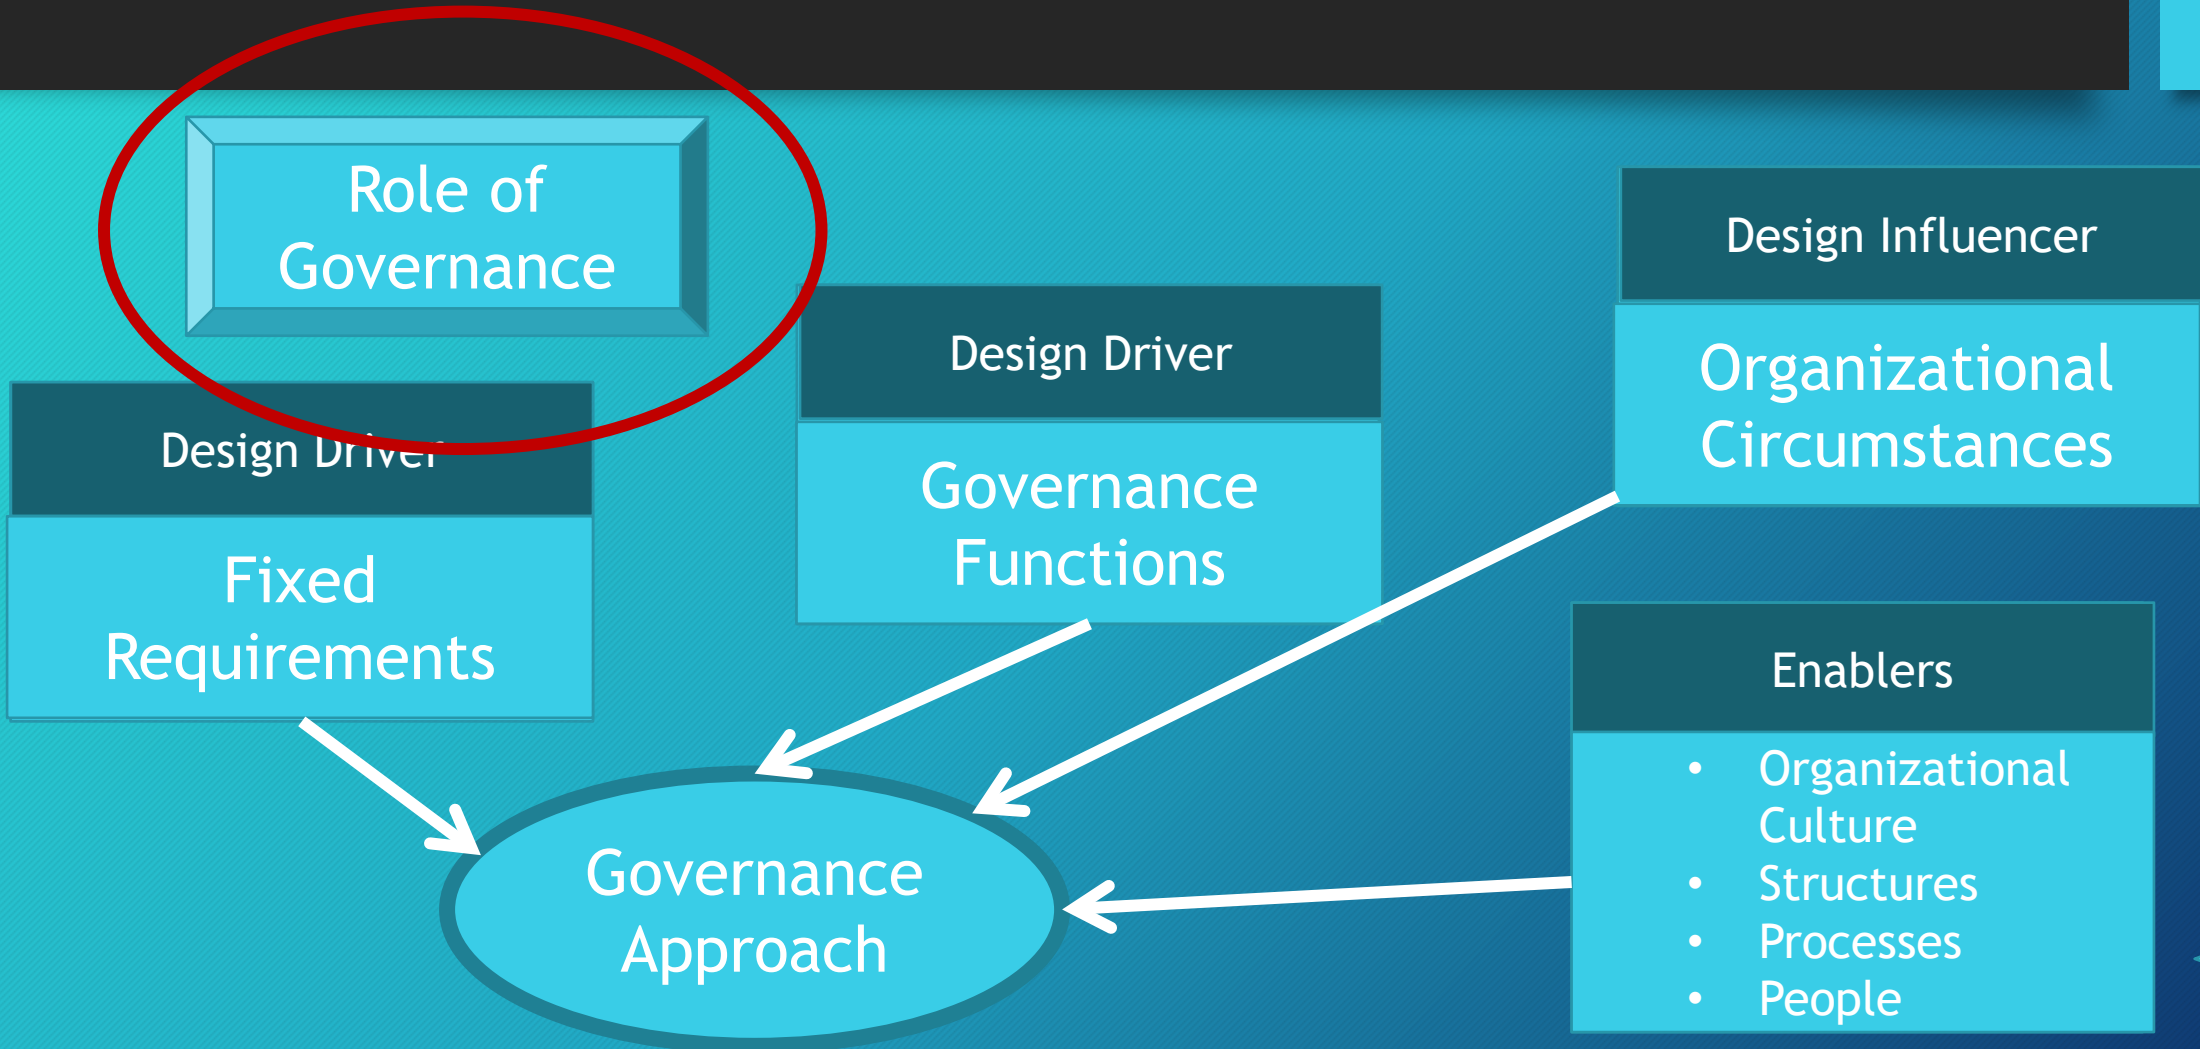 Role of
Governance
Design Driver
Fixed
Requirements
Design Driver
Governance
Functions
Design Influencer
Organizational
Circumstances
Enablers
• Organizational
Culture
• Structures
• Processes
• People
Governance
Approach